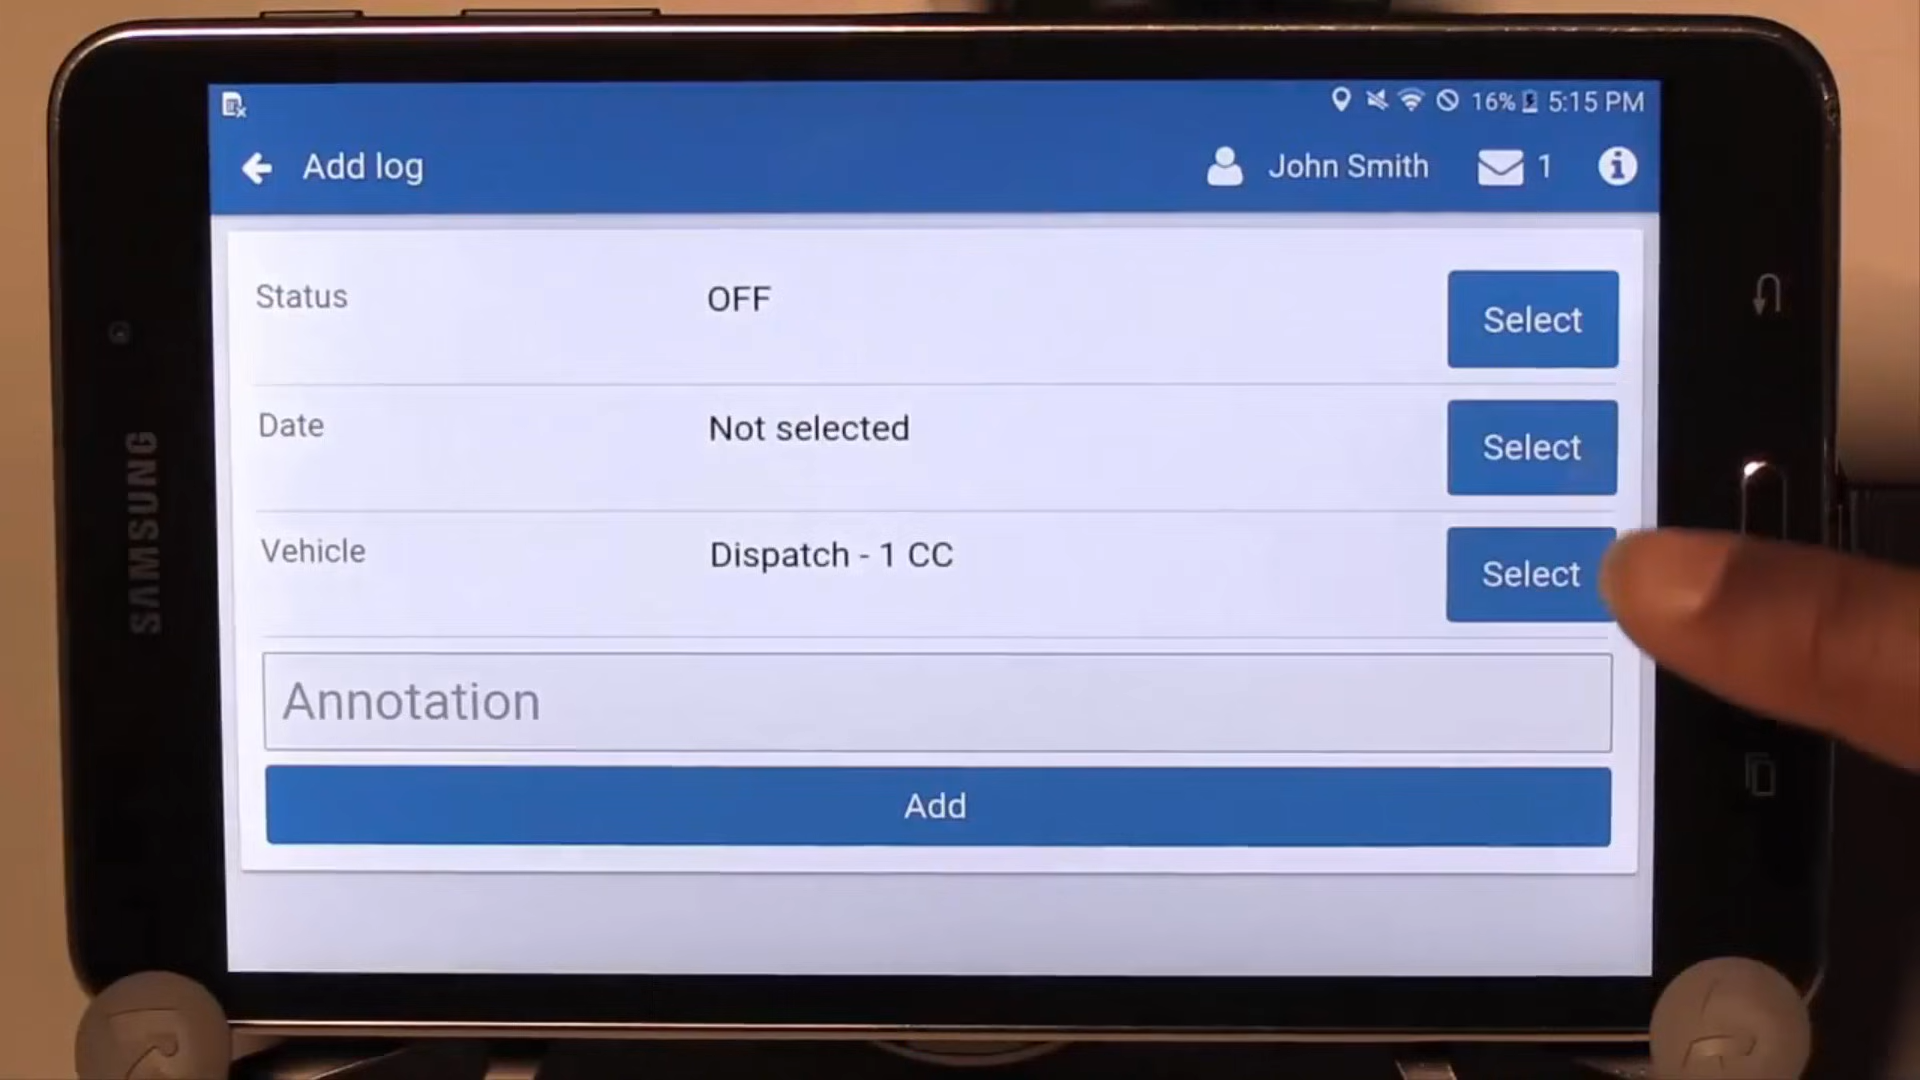 16% 5:15 PM
Add log John Smith 1
Status OFF Select
Date Not selected Select
Vehicle Dispatch - 1 CC Select
Annotation
Add
SAMSUNG